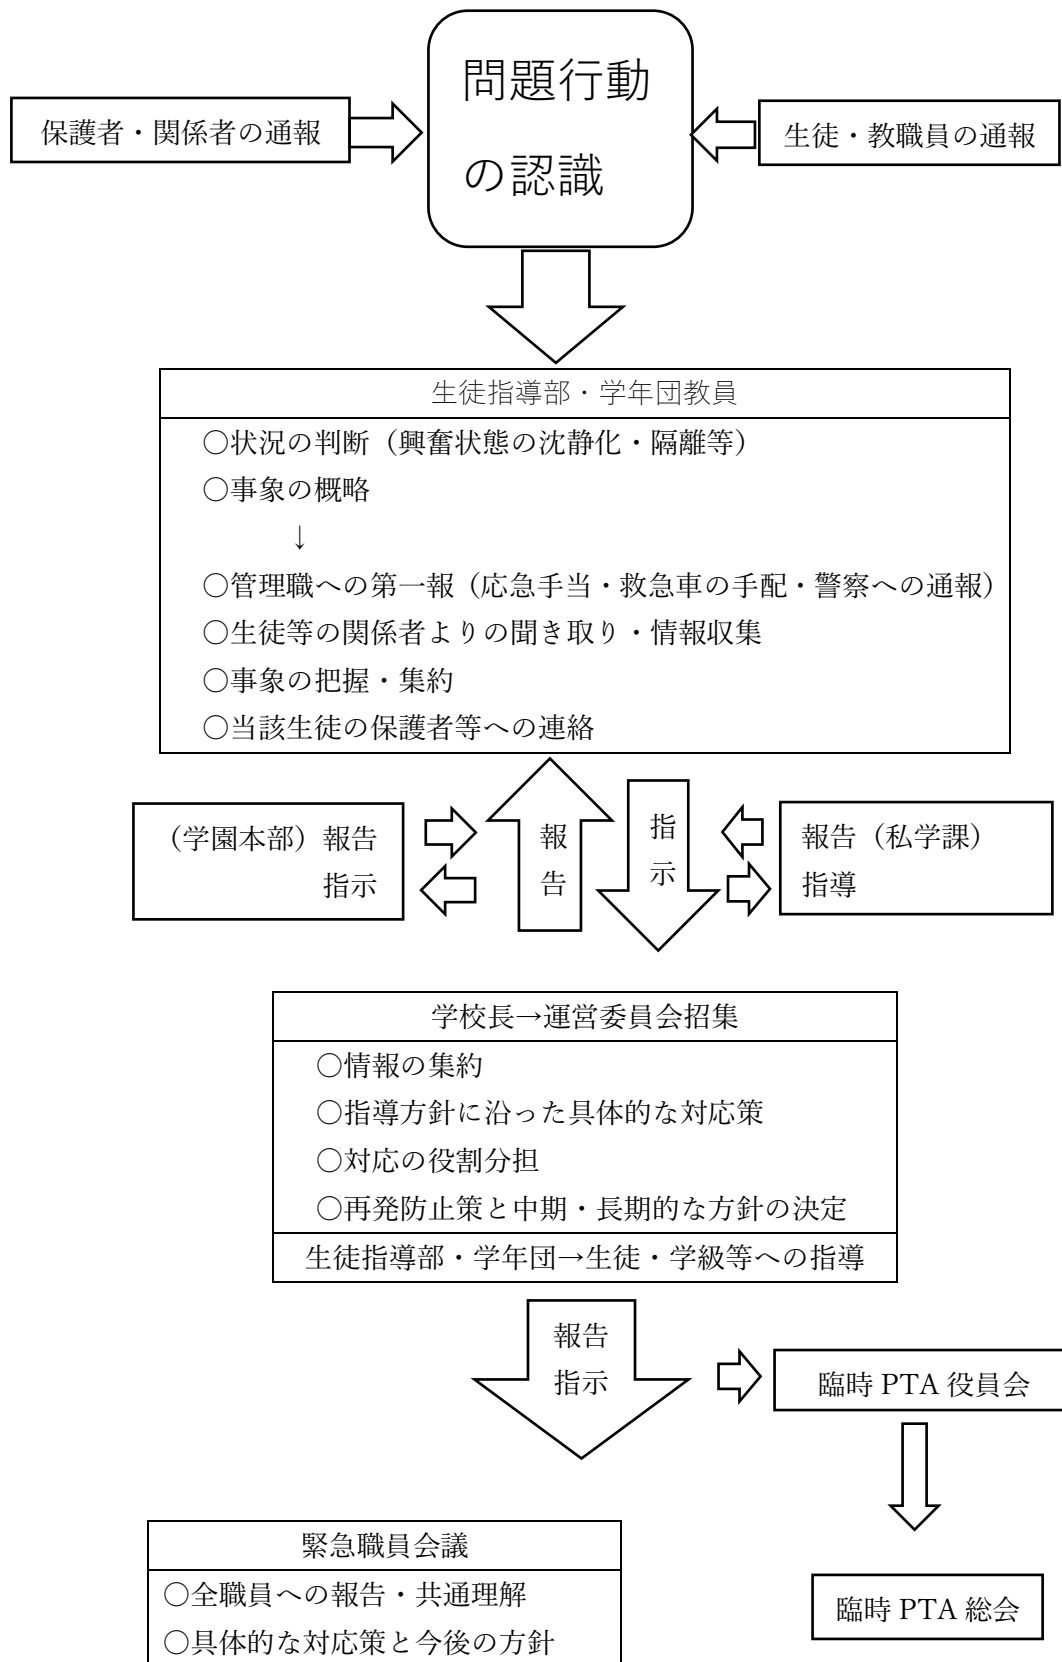 問題行動
の認識
保護者・関係者の通報
生徒・教職員の通報
生徒指導部・学年団教員
○状況の判断（興奮状態の沈静化・隔離等）
○事象の概略
↓
○管理職への第一報（応急手当・救急車の手配・警察への通報）
○生徒等の関係者よりの聞き取り・情報収集
○事象の把握・集約
○当該生徒の保護者等への連絡
（学園本部）報告
指示
報告
指示
報告（私学課）
指導
学校長→運営委員会招集
○情報の集約
○指導方針に沿った具体的な対応策
○対応の役割分担
○再発防止策と中期・長期的な方針の決定
生徒指導部・学年団→生徒・学級等への指導
報告
指示
臨時 PTA 役員会
緊急職員会議
○全職員への報告・共通理解
○具体的な対応策と今後の方針
臨時 PTA 総会